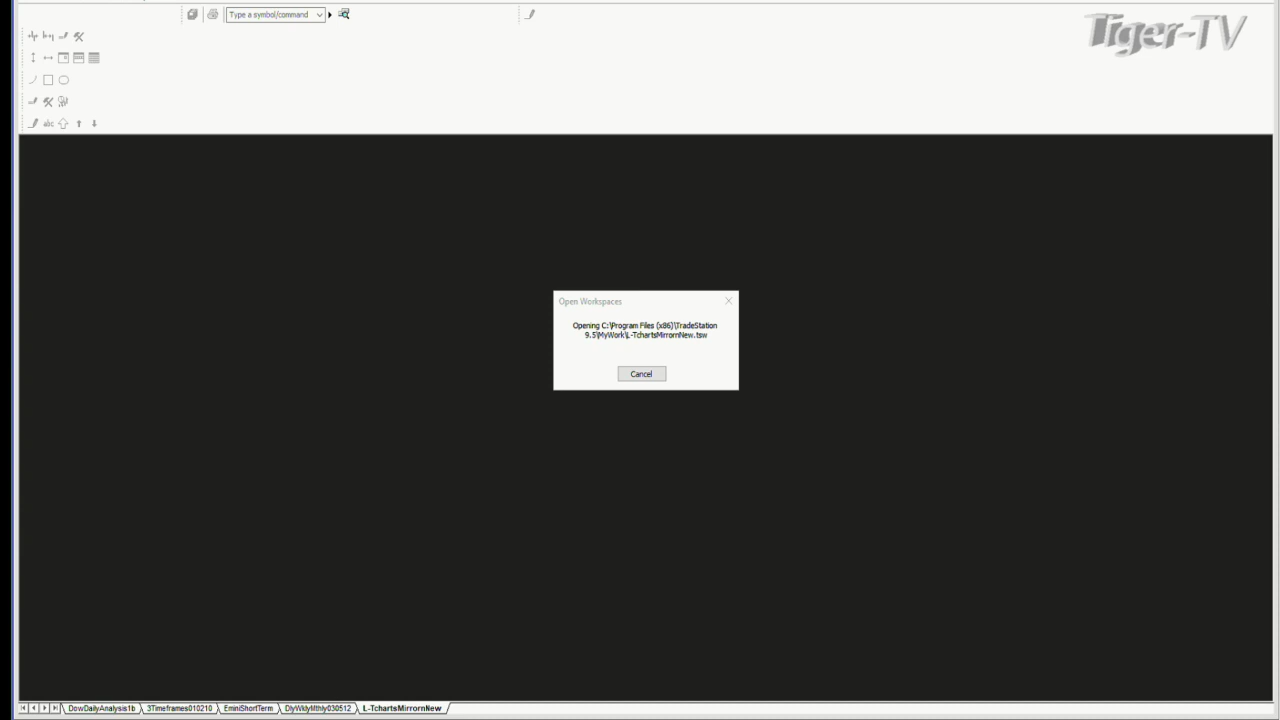 Type a symbol/command
Tiger-TV
abc
Open Workspaces
Opening C:\Program Files (x86)\TradeStation
9.5\MyWork\L-TchartsMirrornNew.tsw
Cancel
DowDailyAnalysis1b
3Timeframes010210
EminiShortTerm
DlyWklyMthly030512
L-TchartsMirrornNew